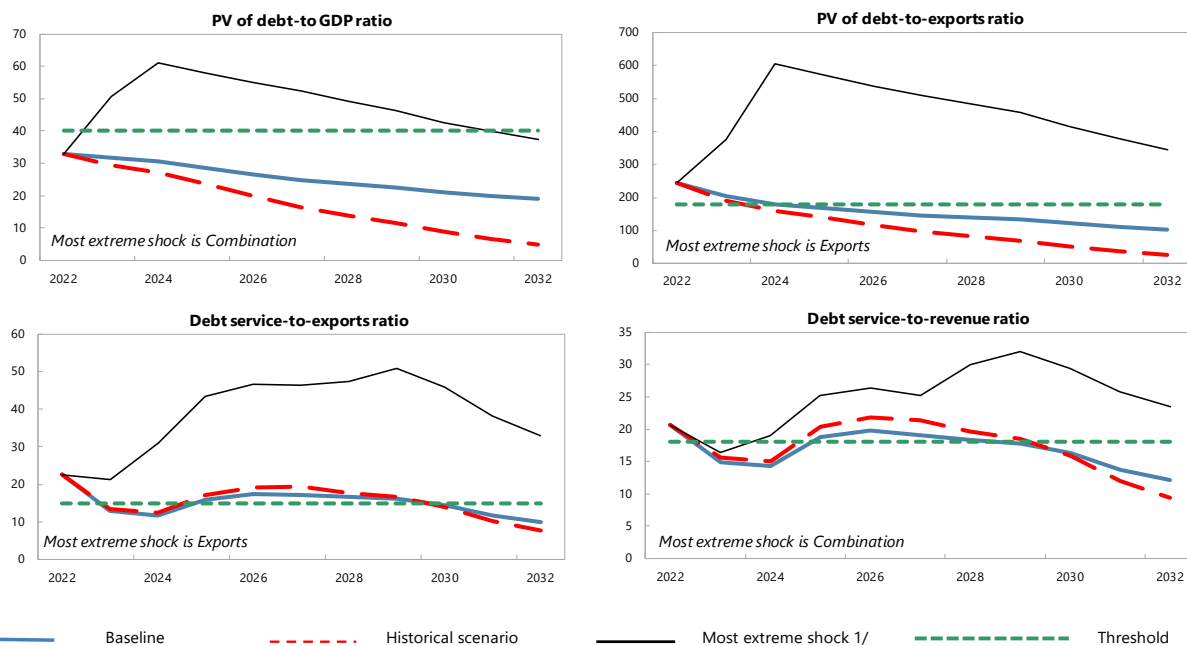 PV of debt-to GDP ratio
70
60
50
40
30
20
10
0
Most extreme shock is Combination
2022 2024 2026 2028 2030 2032
PV of debt-to-exports ratio
700
600
500
400
300
200
100
0
Most extreme shock is Exports
2022 2024 2026 2028 2030 2032
Debt service-to-exports ratio
60
50
40
30
20
10
0
Most extreme shock is Exports
2022 2024 2026 2028 2030 2032
Debt service-to-revenue ratio
35
30
25
20
15
10
5
0
Most extreme shock is Combination
2022 2024 2026 2028 2030 2032
Baseline Historical scenario Most extreme shock 1/ Threshold